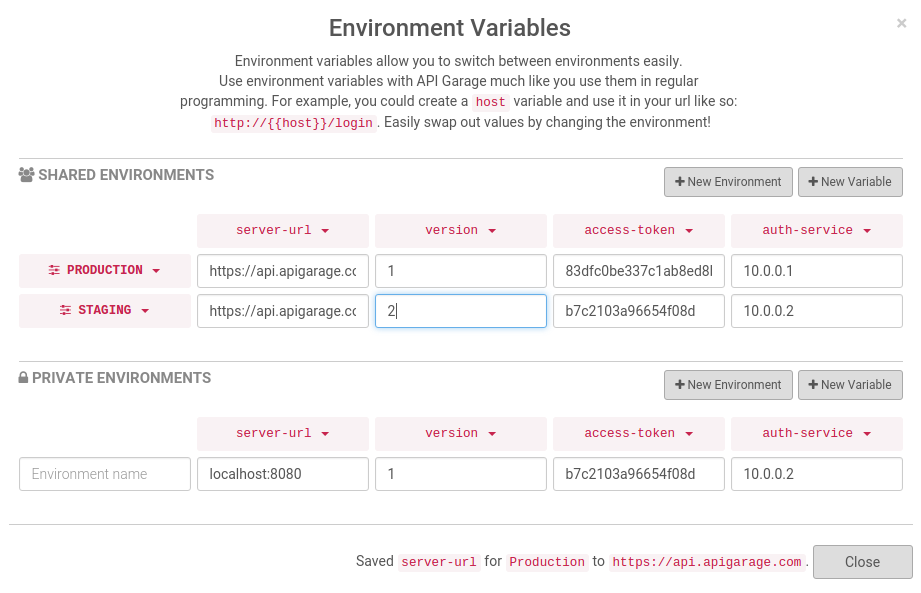 Environment Variables
×
Environment variables allow you to switch between environments easily.
Use environment variables with API Garage much like you use them in regular
programming. For example, you could create a host variable and use it in your url like so:
http://{{host}}/login. Easily swap out values by changing the environment!
SHARED ENVIRONMENTS
+ New Environment
+ New Variable
server-url
version
access-token
auth-service
PRODUCTION
https://api.apigarage.cc
1
83dfc0be337c1ab8ed8l
10.0.0.1
STAGING
https://api.apigarage.cc
2
b7c2103a96654f08d
10.0.0.2
PRIVATE ENVIRONMENTS
+ New Environment
+ New Variable
server-url
version
access-token
auth-service
Environment name
localhost:8080
1
b7c2103a96654f08d
10.0.0.2
Saved server-url for Production to https://api.apigarage.com.
Close